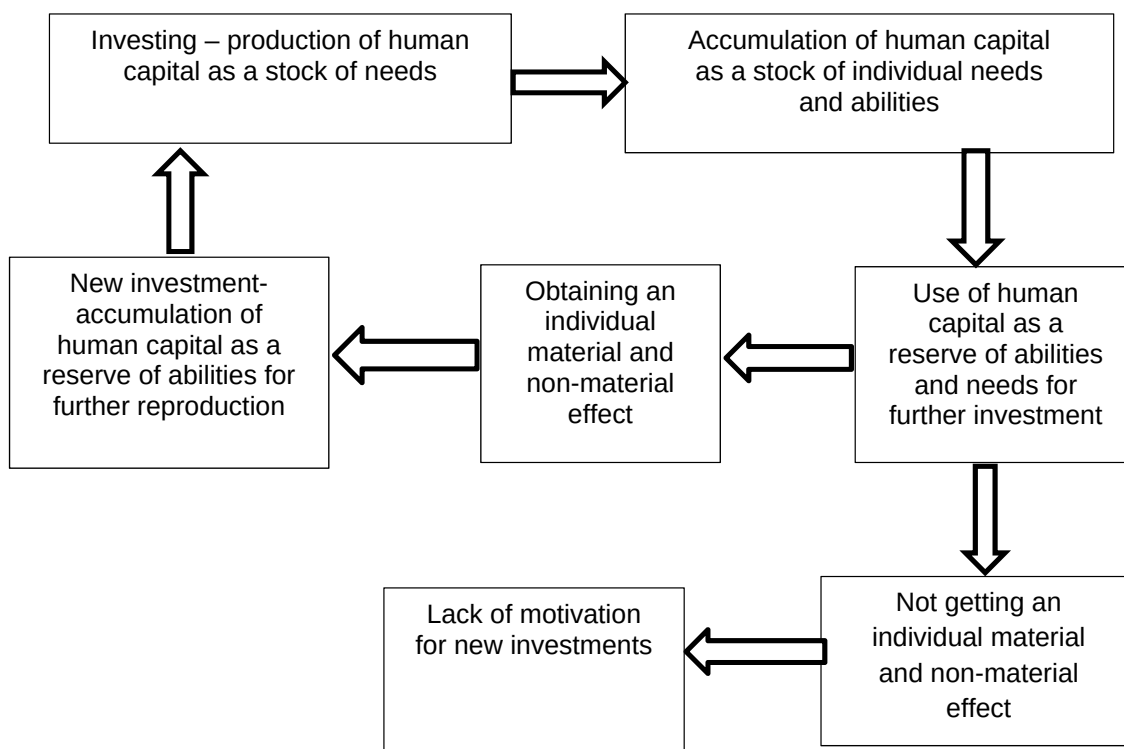 Investing – production of human
capital as a stock of needs
Accumulation of human capital
as a stock of individual needs
and abilities
New investment-
accumulation of
human capital as a
reserve of abilities for
further reproduction
Obtaining an
individual
material and
non-material
effect
Use of human
capital as a
reserve of abilities
and needs for
further investment
Lack of motivation
for new investments
Not getting an
individual material
and non-material
effect